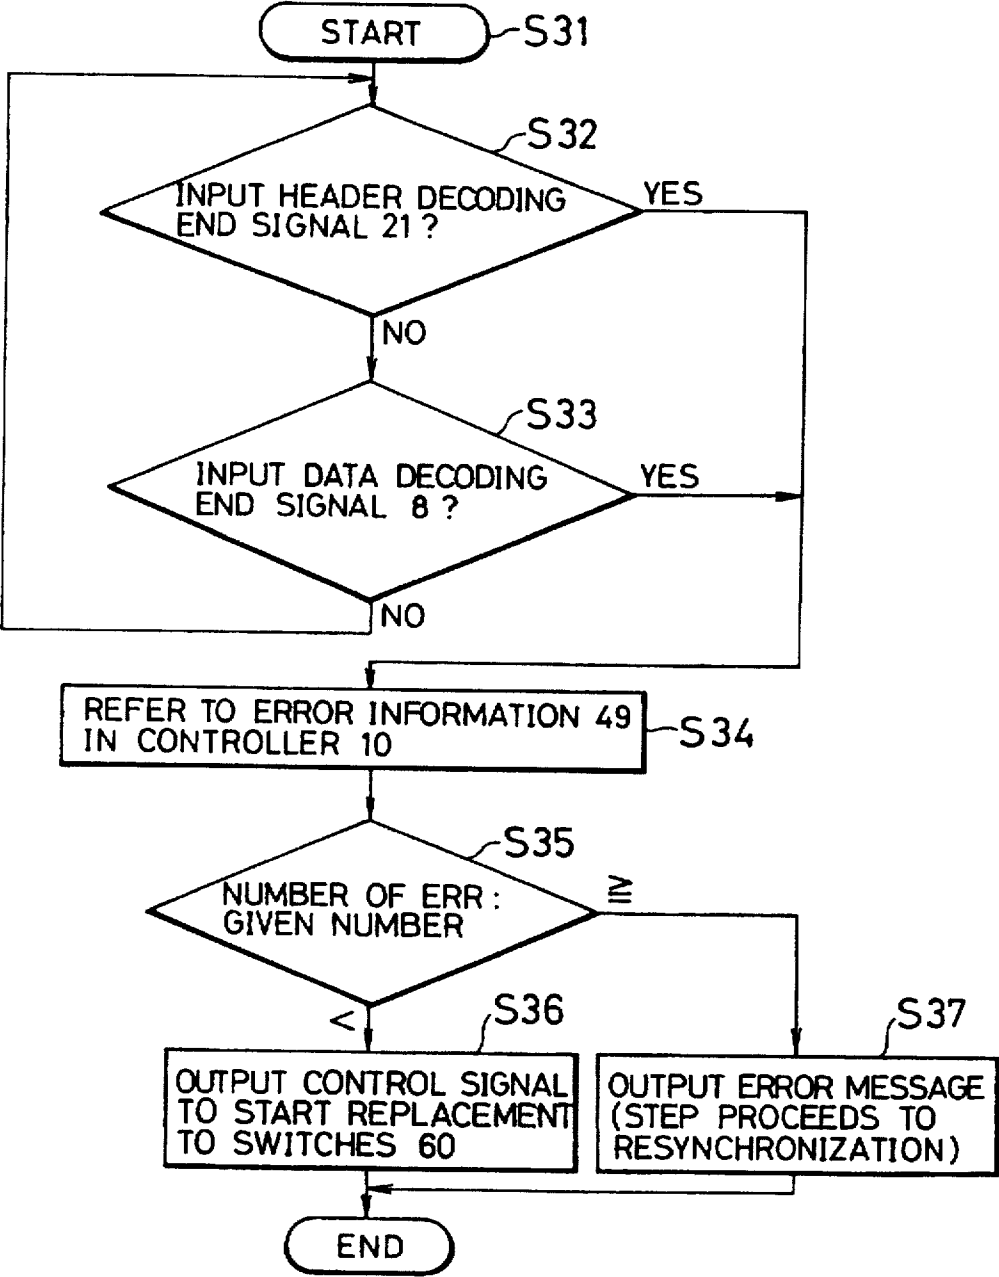 START
S31
S32
INPUT HEADER DECODING
END SIGNAL 21 ?
YES
NO
S33
INPUT DATA DECODING
END SIGNAL 8 ?
YES
NO
REFER TO ERROR INFORMATION 49
IN CONTROLLER 10
S34
S35
NUMBER OF ERR :
GIVEN NUMBER
≧
<
S36
OUTPUT CONTROL SIGNAL
TO START REPLACEMENT
TO SWITCHES 60
S37
OUTPUT ERROR MESSAGE
(STEP PROCEEDS TO
RESYNCHRONIZATION)
END